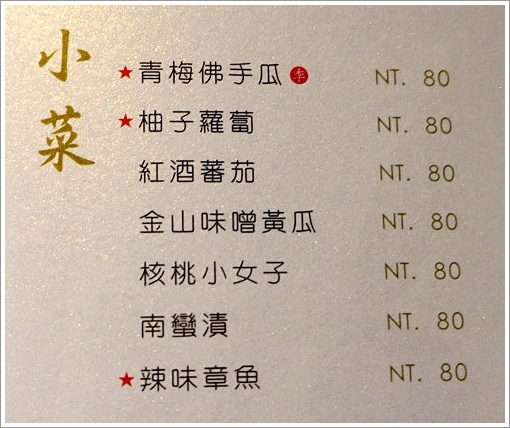 小菜
★青梅佛手瓜 季 NT. 80
★柚子蘿蔔 NT. 80
紅酒蕃茄 NT. 80
金山味噌黃瓜 NT. 80
核桃小女子 NT. 80
南蠻漬 NT. 80
★辣味章魚 NT. 80